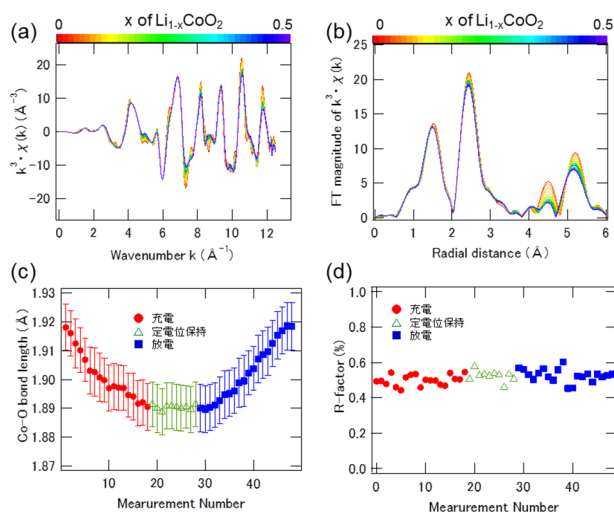 (a)
x of Li1-xCoO2
0
0.5
k³・χ(k) (Å⁻³)
20
10
0
-10
-20
0 2 4 6 8 10 12
Wavenumber k (Å⁻¹)
(b)
x of Li1-xCoO2
0
0.5
FT magnitude of k³・χ(k)
25
20
15
10
5
0
0 1 2 3 4 5 6
Radial distance (Å)
(c)
Co-O bond length (Å)
1.93
1.92
1.91
1.90
1.89
1.88
1.87
充電
定電位保持
放電
0 20 40
Mearurement Number
(d)
R-factor (%)
1.0
0.8
0.6
0.4
0.2
0.0
充電
定電位保持
放電
0 20 40
Mearurement Number